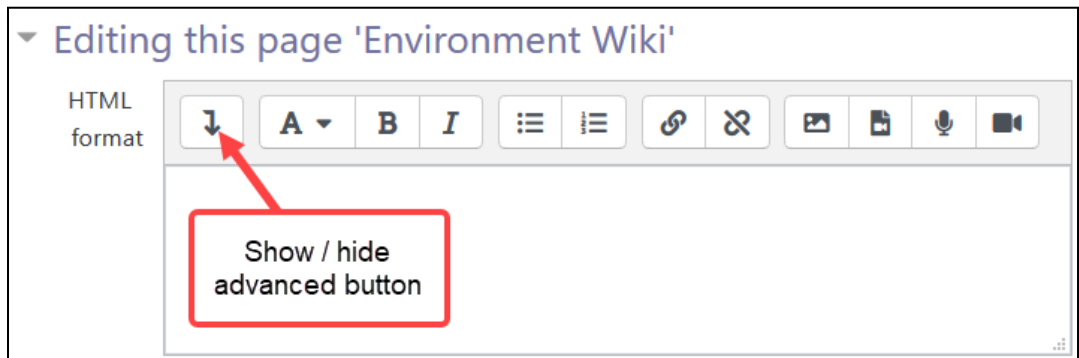 Editing this page 'Environment Wiki'
HTML
format
A B I
Show / hide
advanced button